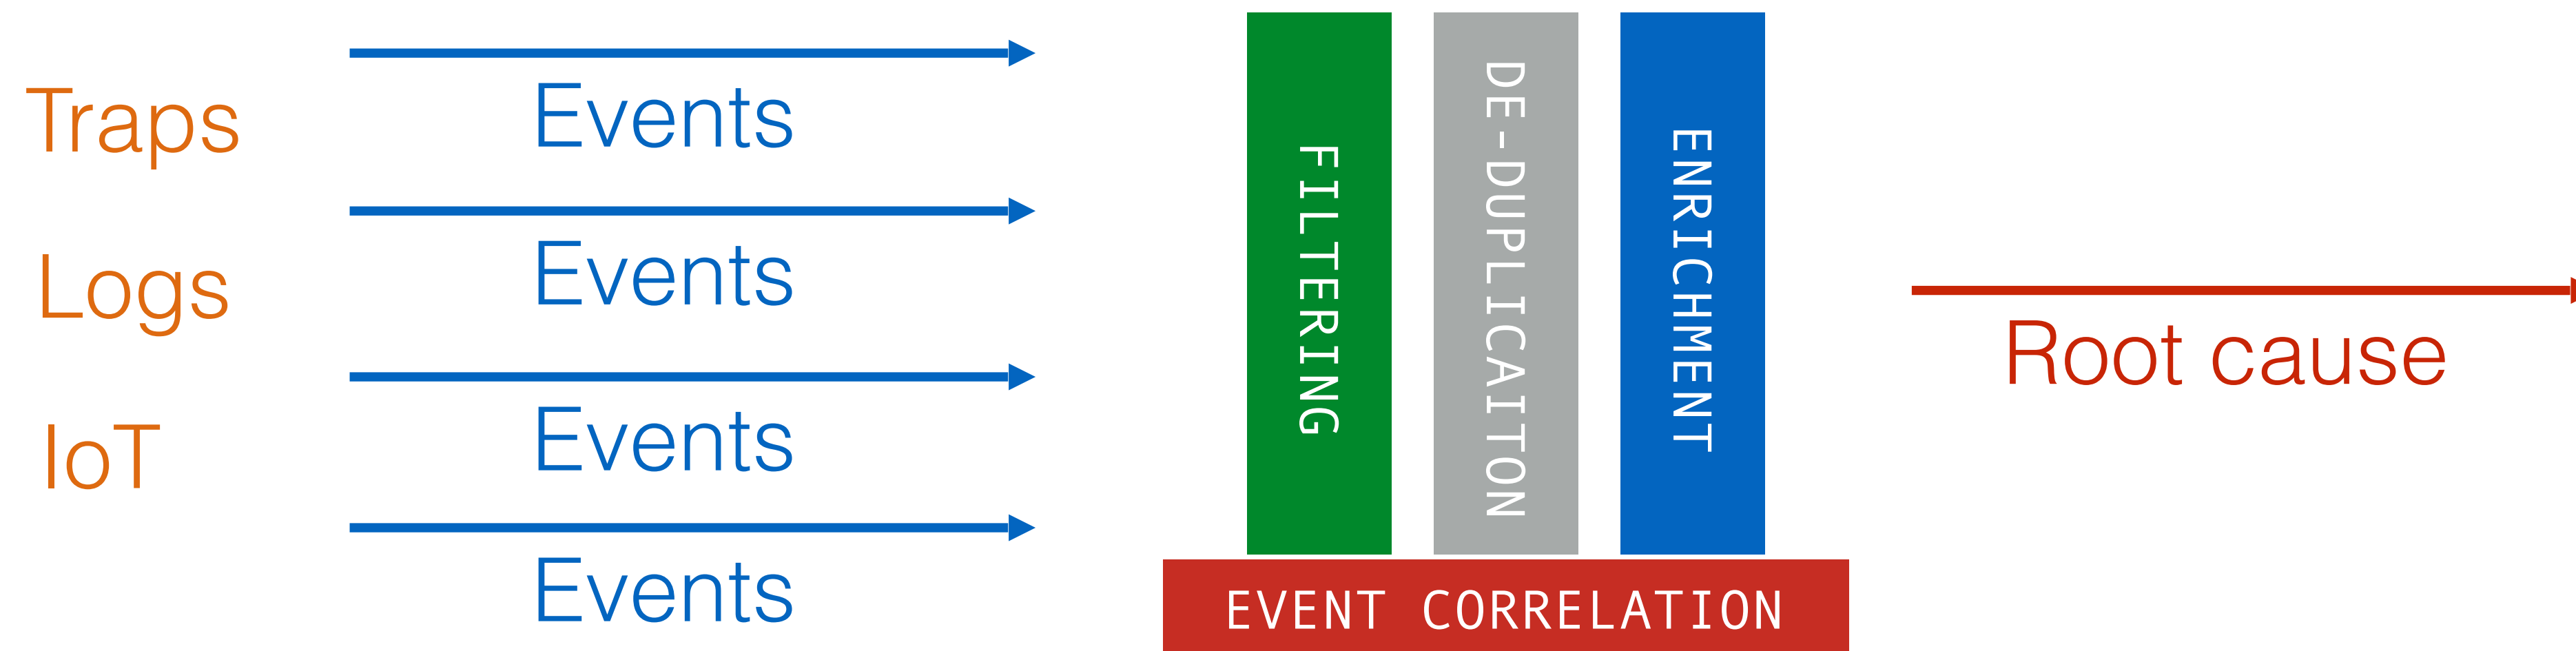 Traps
Logs
IoT
Events
Events
Events
Events
FILTERING
DE-DUPLICAITON
ENRICHMENT
EVENT CORRELATION
Root cause